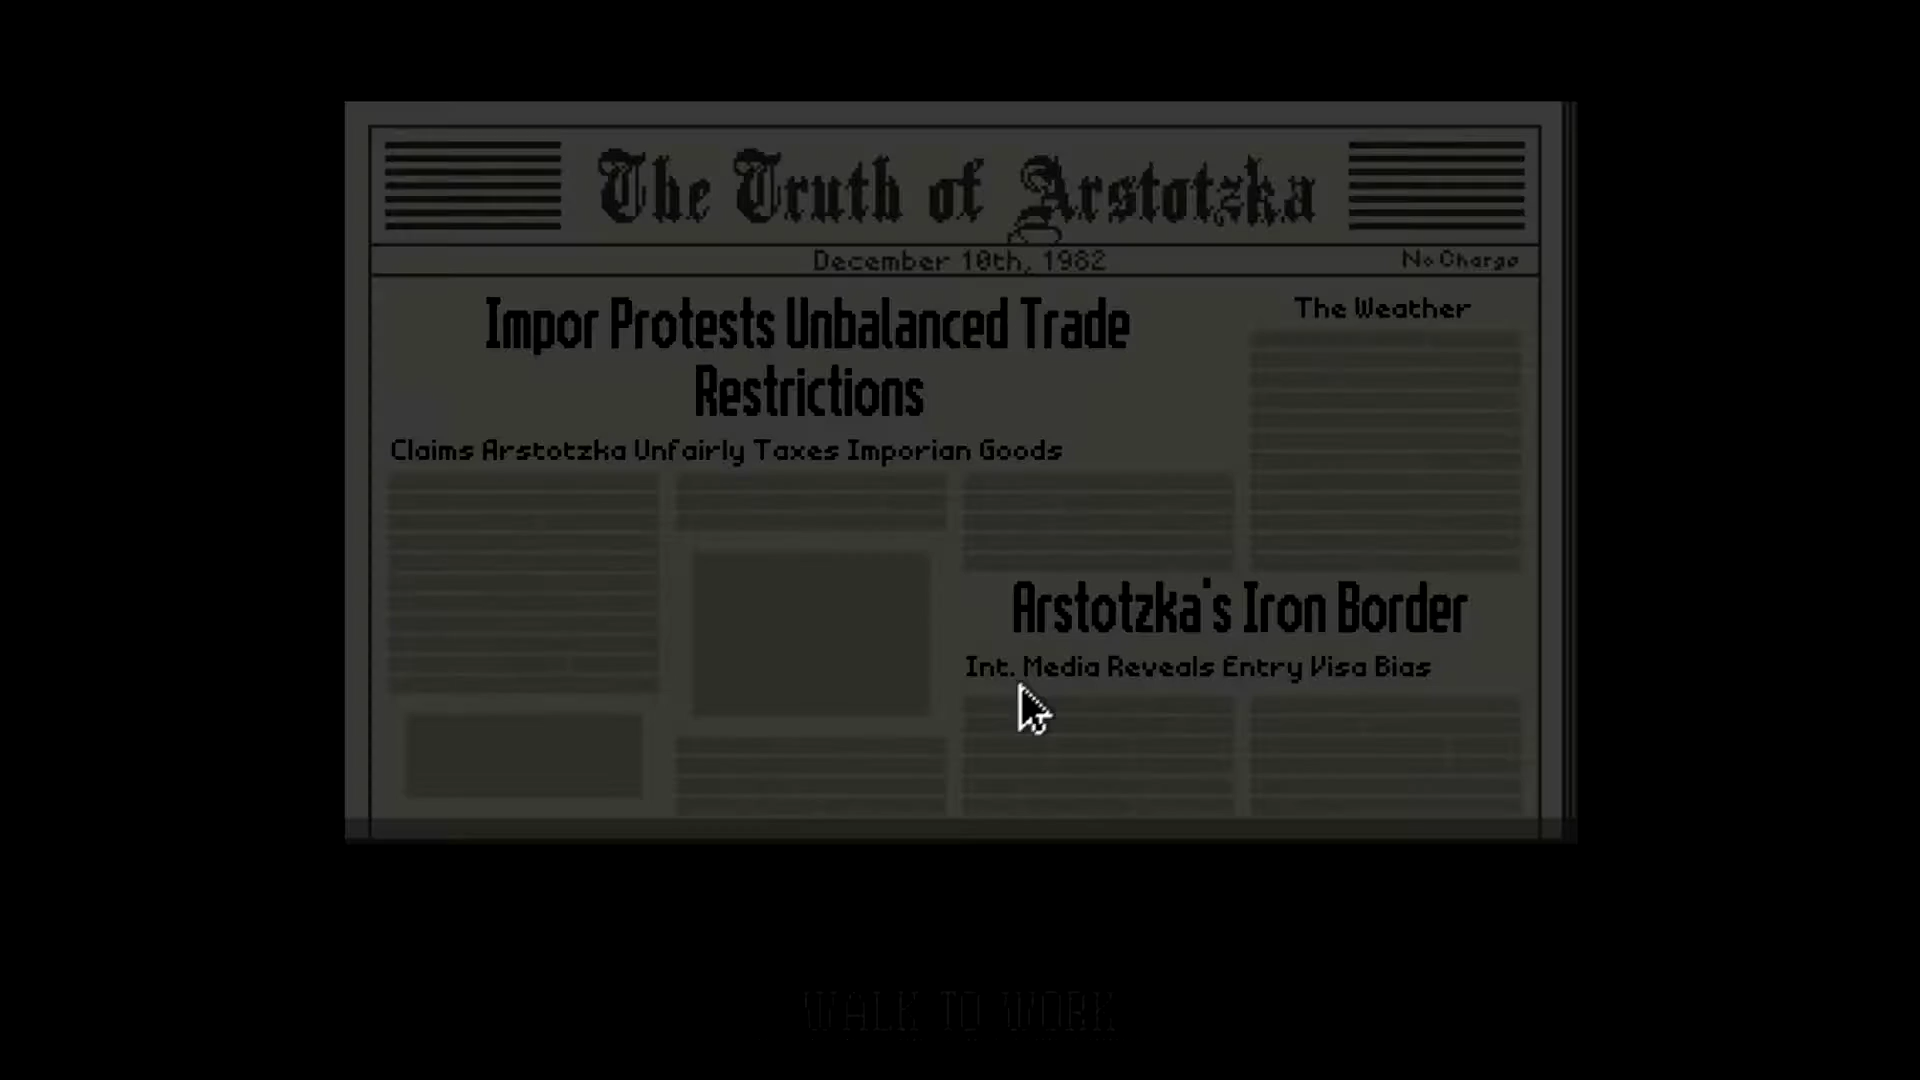 The Truth of Arstotzka
December 10th, 1982
No Charge
Impor Protests Unbalanced Trade
Restrictions
Claims Arstotzka Unfairly Taxes Imporian Goods
The Weather
Arstotzka's Iron Border
Int. Media Reveals Entry Visa Bias
WALK TO WORK